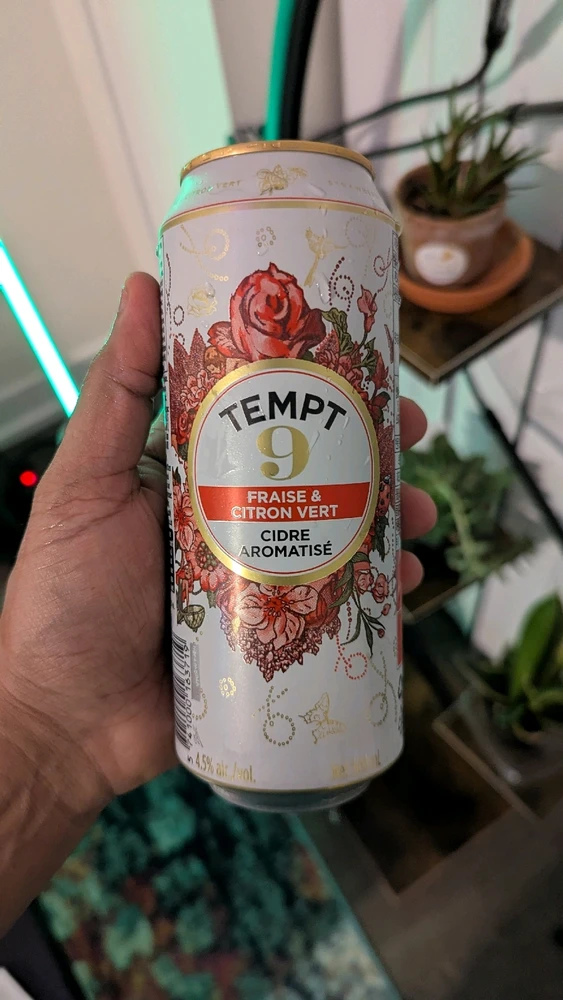 TEMPT
9
FRAISE &
CITRON VERT
CIDRE
AROMATISÉ
4.5% alc./vol.